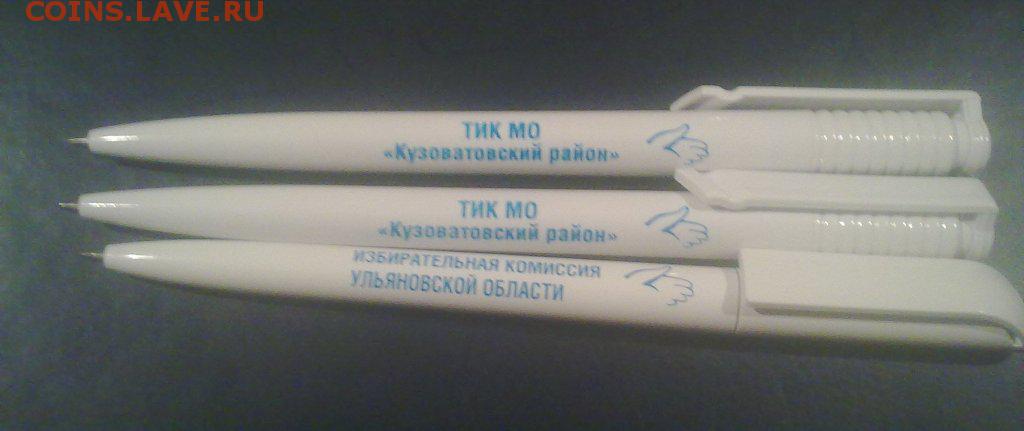 COINS.LAVE.RU
ТИК МО
«Кузоватовский район»
ТИК МО
«Кузоватовский район»
ИЗБИРАТЕЛЬНАЯ КОМИССИЯ
УЛЬЯНОВСКОЙ ОБЛАСТИ